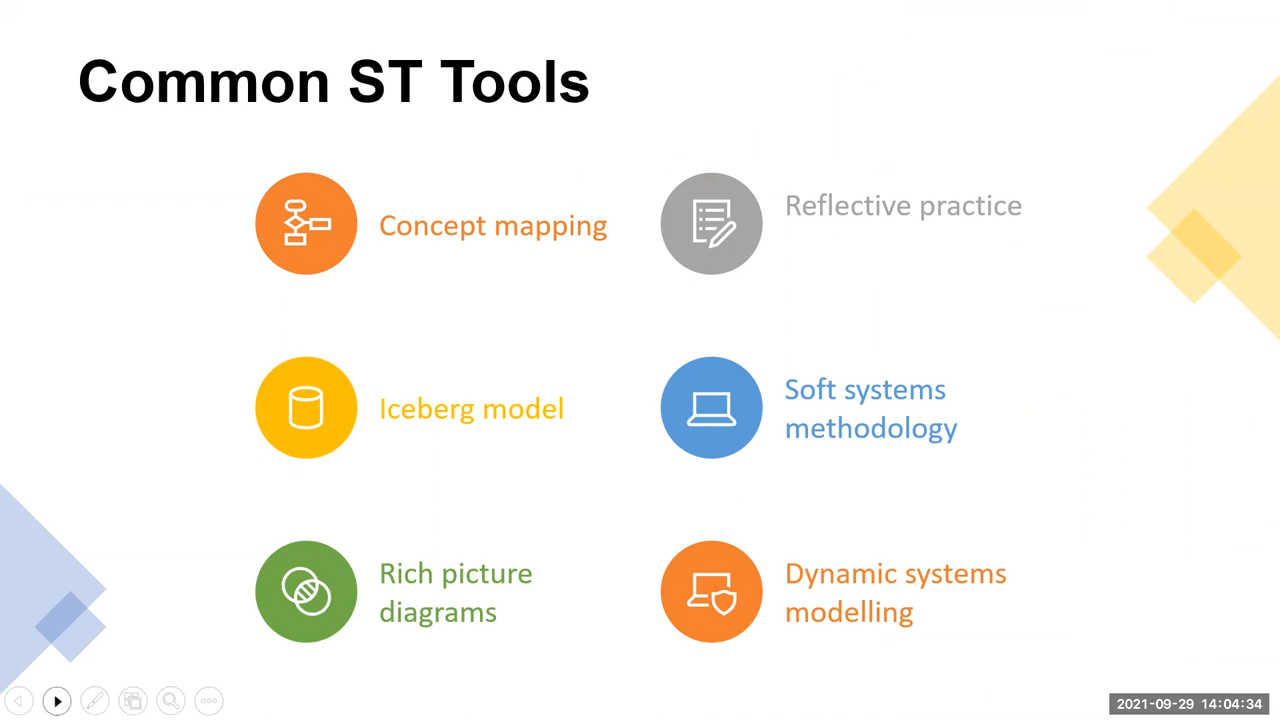 Common ST Tools
Concept mapping
Reflective practice
Iceberg model
Soft systems
methodology
Rich picture
diagrams
Dynamic systems
modelling
2021-09-29 14:04:34